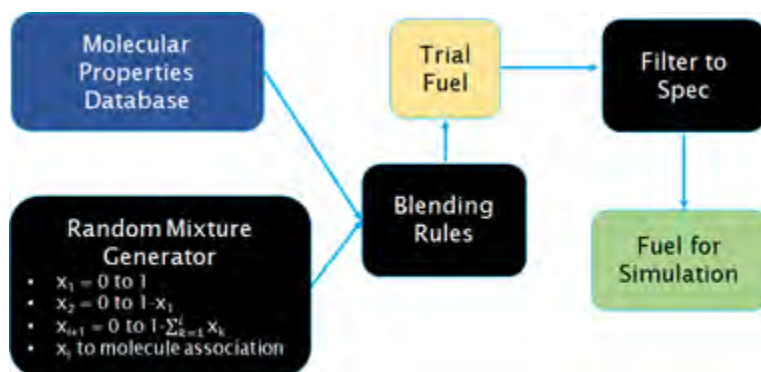 Molecular
Properties
Database
Trial
Fuel
Filter to
Spec
Random Mixture
Generator
• x₁ = 0 to 1
• x₂ = 0 to 1-x₁
• xᵢ₊₁ = 0 to 1-∑ⁱₖ₌₁ xₖ
• xᵢ to molecule association
Blending
Rules
Fuel for
Simulation